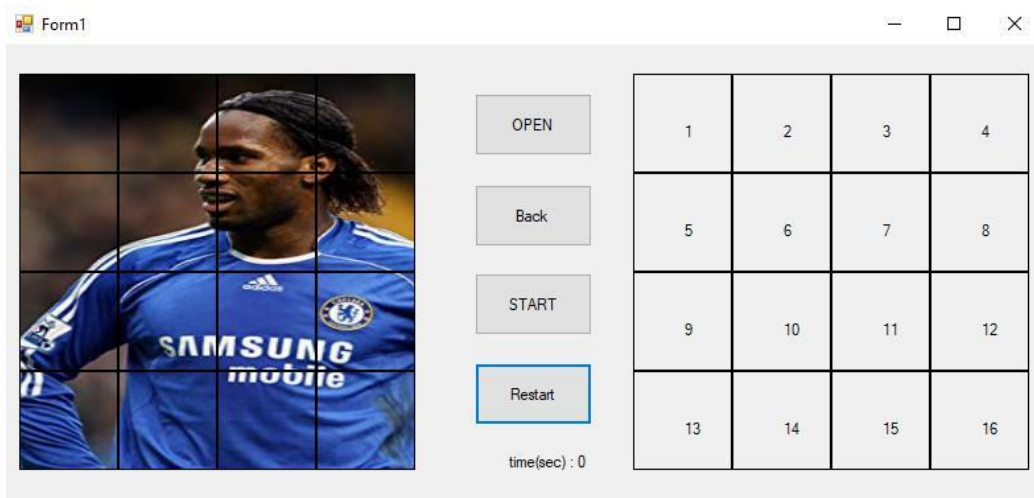 Form1
adidas
SAMSUNG
mobile
OPEN
Back
START
Restart
time(sec) : 0
1 2 3 4
5 6 7 8
9 10 11 12
13 14 15 16